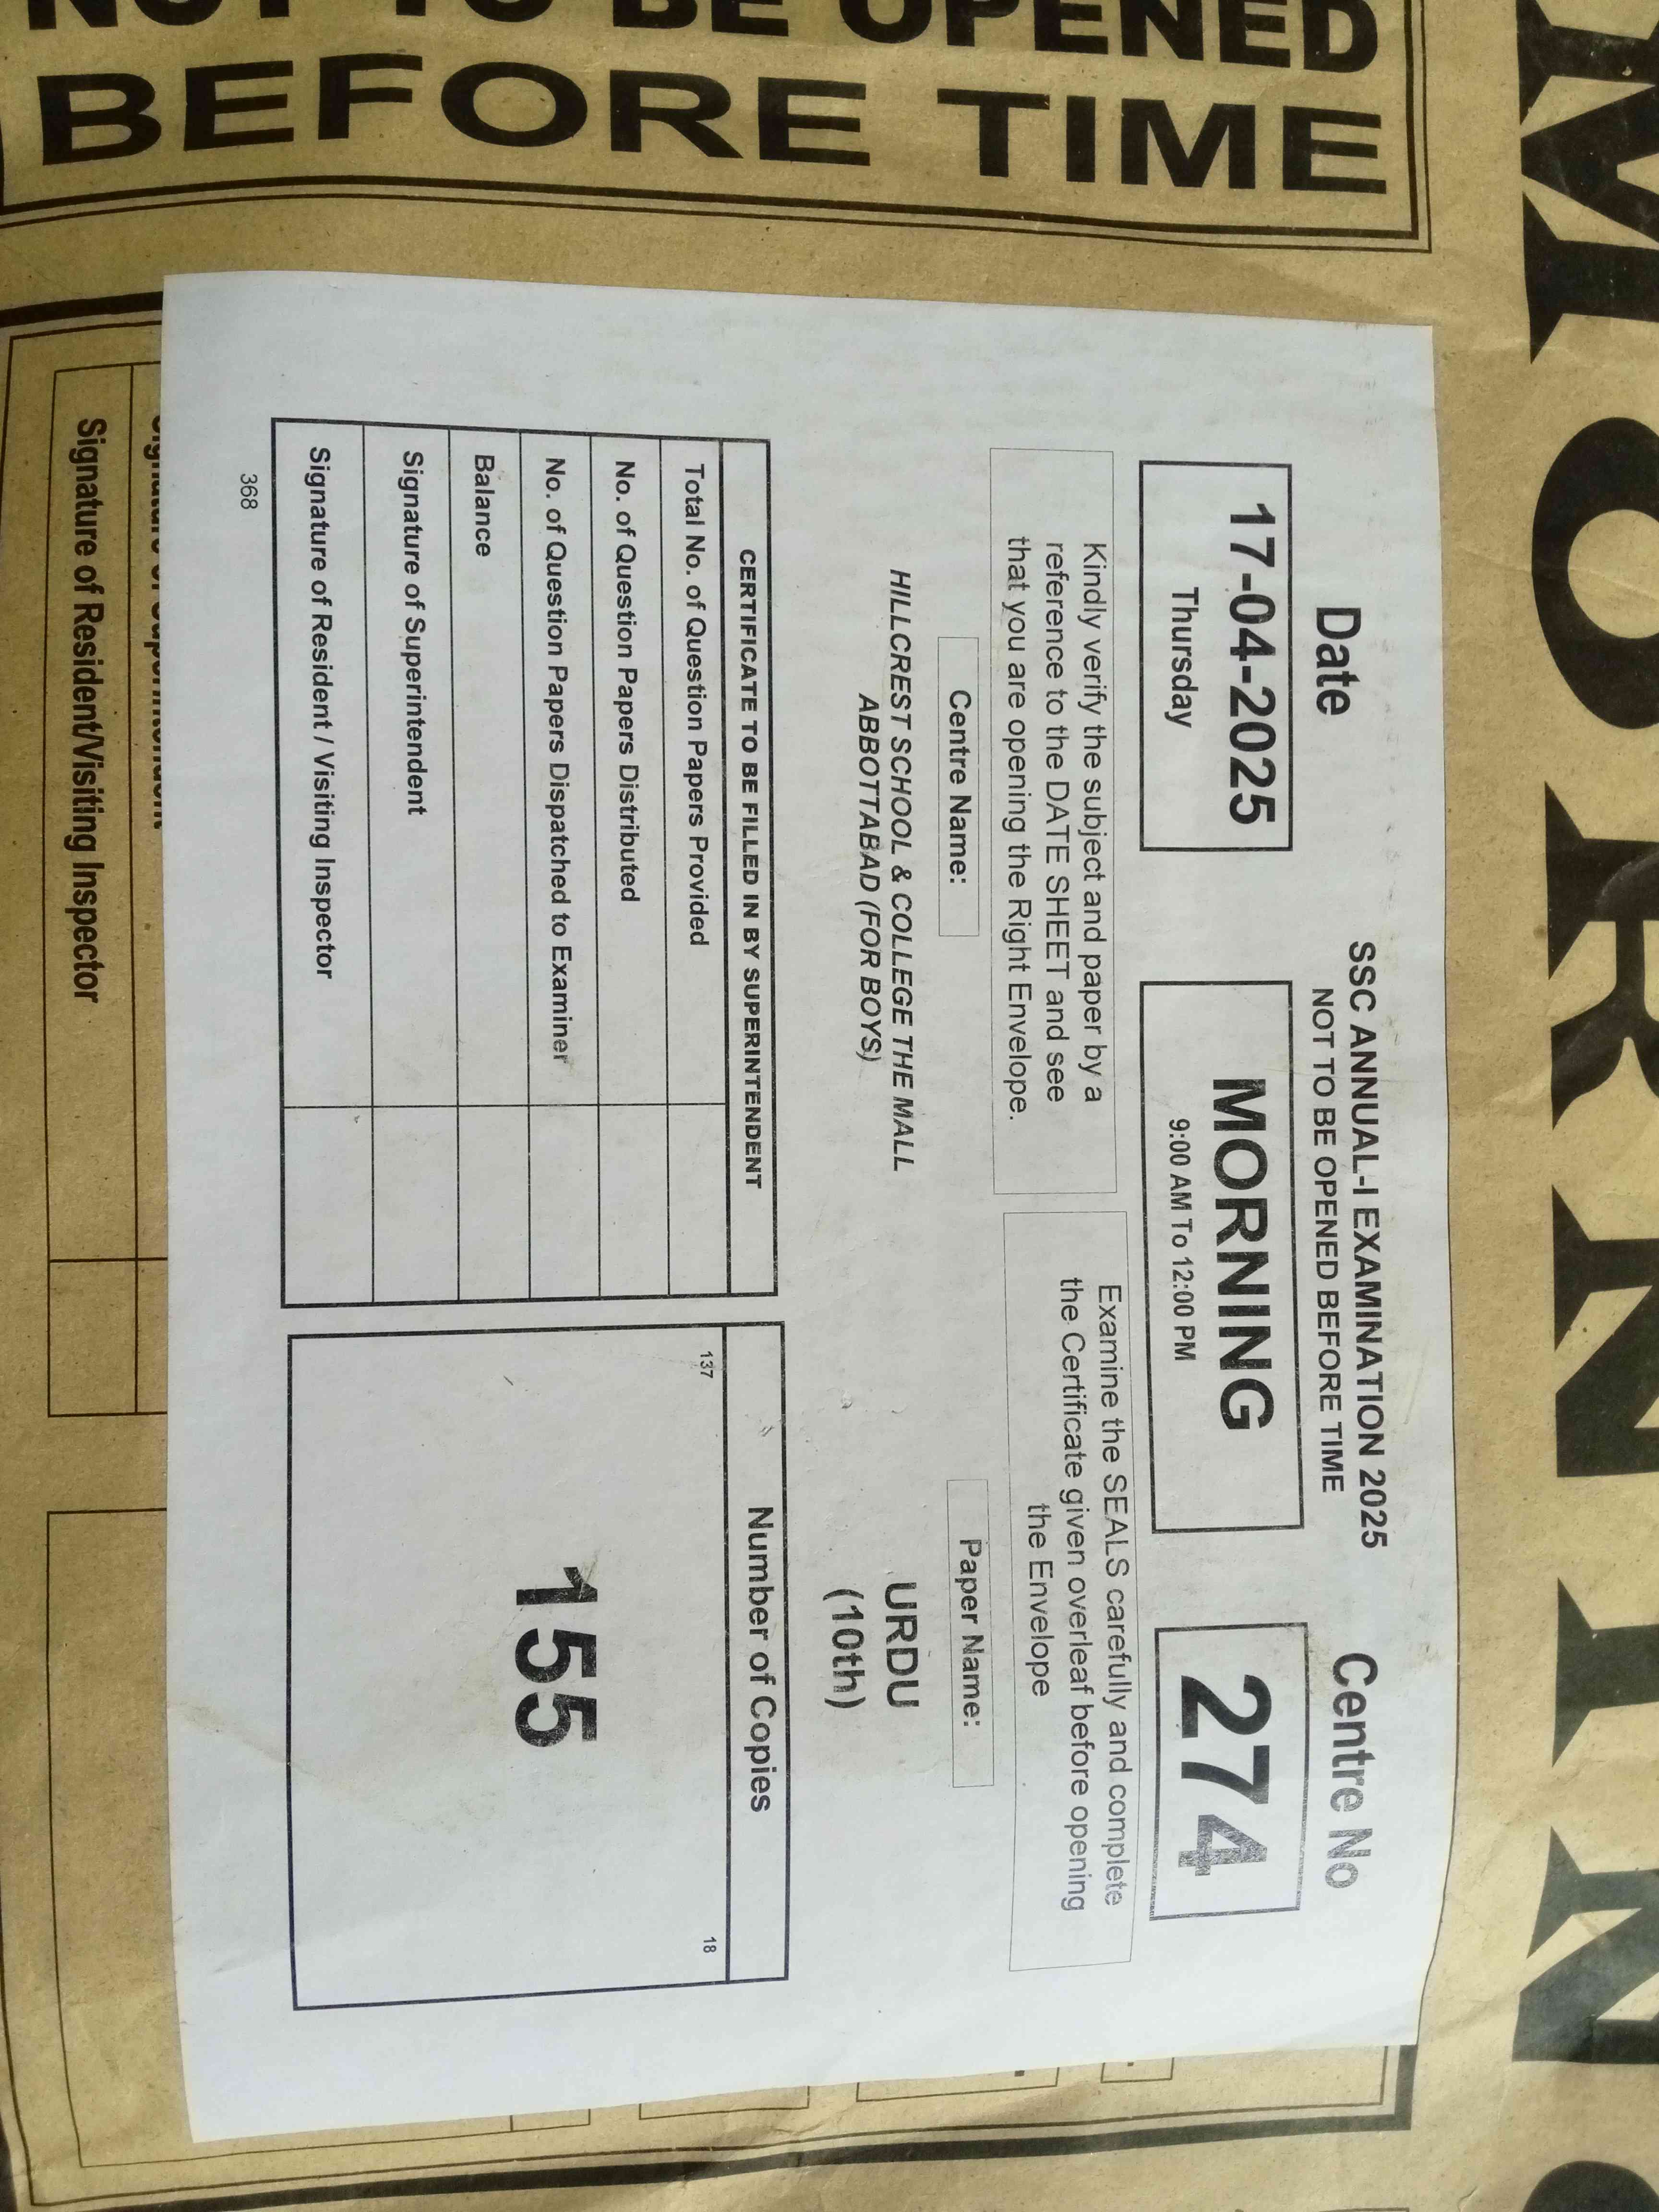 MORNING
NOT TO BE OPENED
BEFORE TIME
SSC ANNUAL-I EXAMINATION 2025
NOT TO BE OPENED BEFORE TIME
Date
Centre No
17-04-2025
Thursday
MORNING
9:00 AM To 12:00 PM
274
Kindly verify the subject and paper by a
reference to the DATE SHEET and see
that you are opening the Right Envelope.
Examine the SEALS carefully and complete
the Certificate given overleaf before opening
the Envelope
Centre Name:
Paper Name:
HILLCREST SCHOOL & COLLEGE THE MALL
ABBOTTABAD (FOR BOYS)
URDU
(10th)
CERTIFICATE TO BE FILLED IN BY SUPERINTENDENT
Total No. of Question Papers Provided
No. of Question Papers Distributed
No. of Question Papers Dispatched to Examiner
Balance
Signature of Superintendent
Signature of Resident / Visiting Inspector
Number of Copies
137
18
155
368
Signature of Superintendent
Signature of Resident/Visiting Inspector